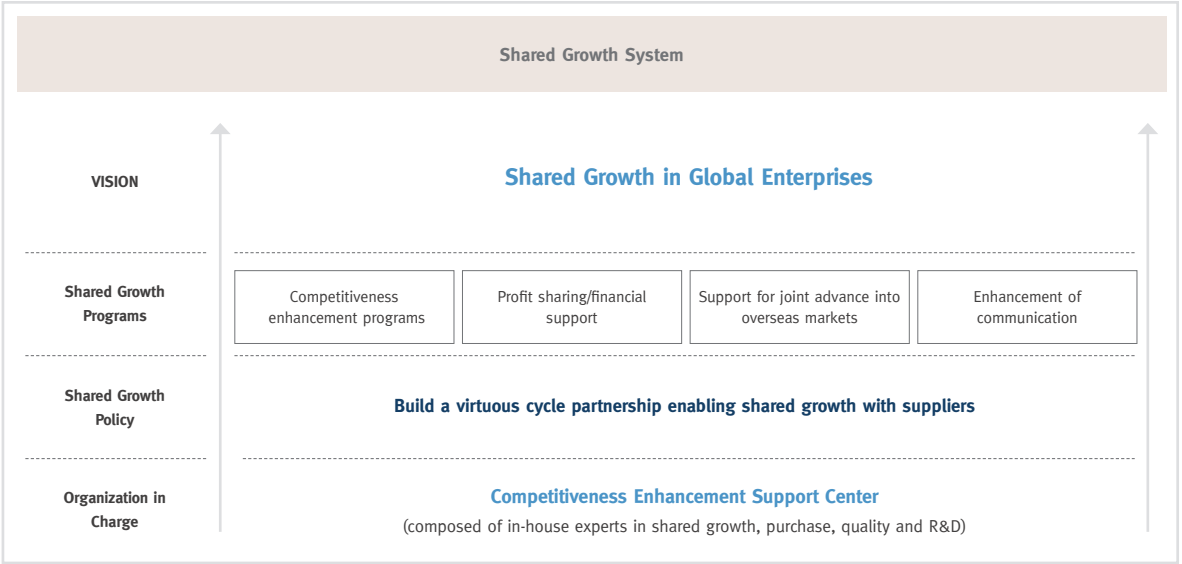 Shared Growth System
VISION
Shared Growth in Global Enterprises
Shared Growth
Programs
Competitiveness
enhancement programs
Profit sharing/financial
support
Support for joint advance into
overseas markets
Enhancement of
communication
Shared Growth
Policy
Build a virtuous cycle partnership enabling shared growth with suppliers
Organization in
Charge
Competitiveness Enhancement Support Center
(composed of in-house experts in shared growth, purchase, quality and R&D)